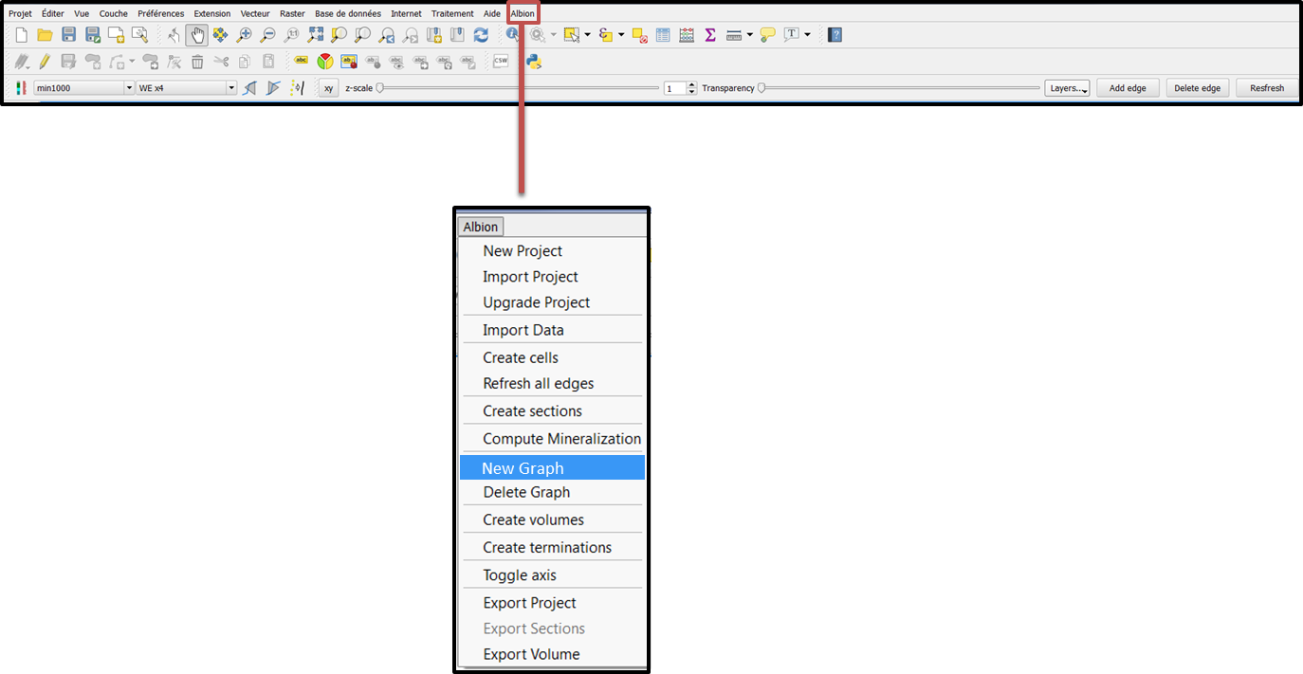 Projet Éditer Vue Couche Préférences Extension Vecteur Raster Base de données Internet Traitement Aide Albion
min1000 WE x4 xy z-scale 1 Transparency Layers... Add edge Delete edge Resfresh
Albion
New Project
Import Project
Upgrade Project
Import Data
Create cells
Refresh all edges
Create sections
Compute Mineralization
New Graph
Delete Graph
Create volumes
Create terminations
Toggle axis
Export Project
Export Sections
Export Volume